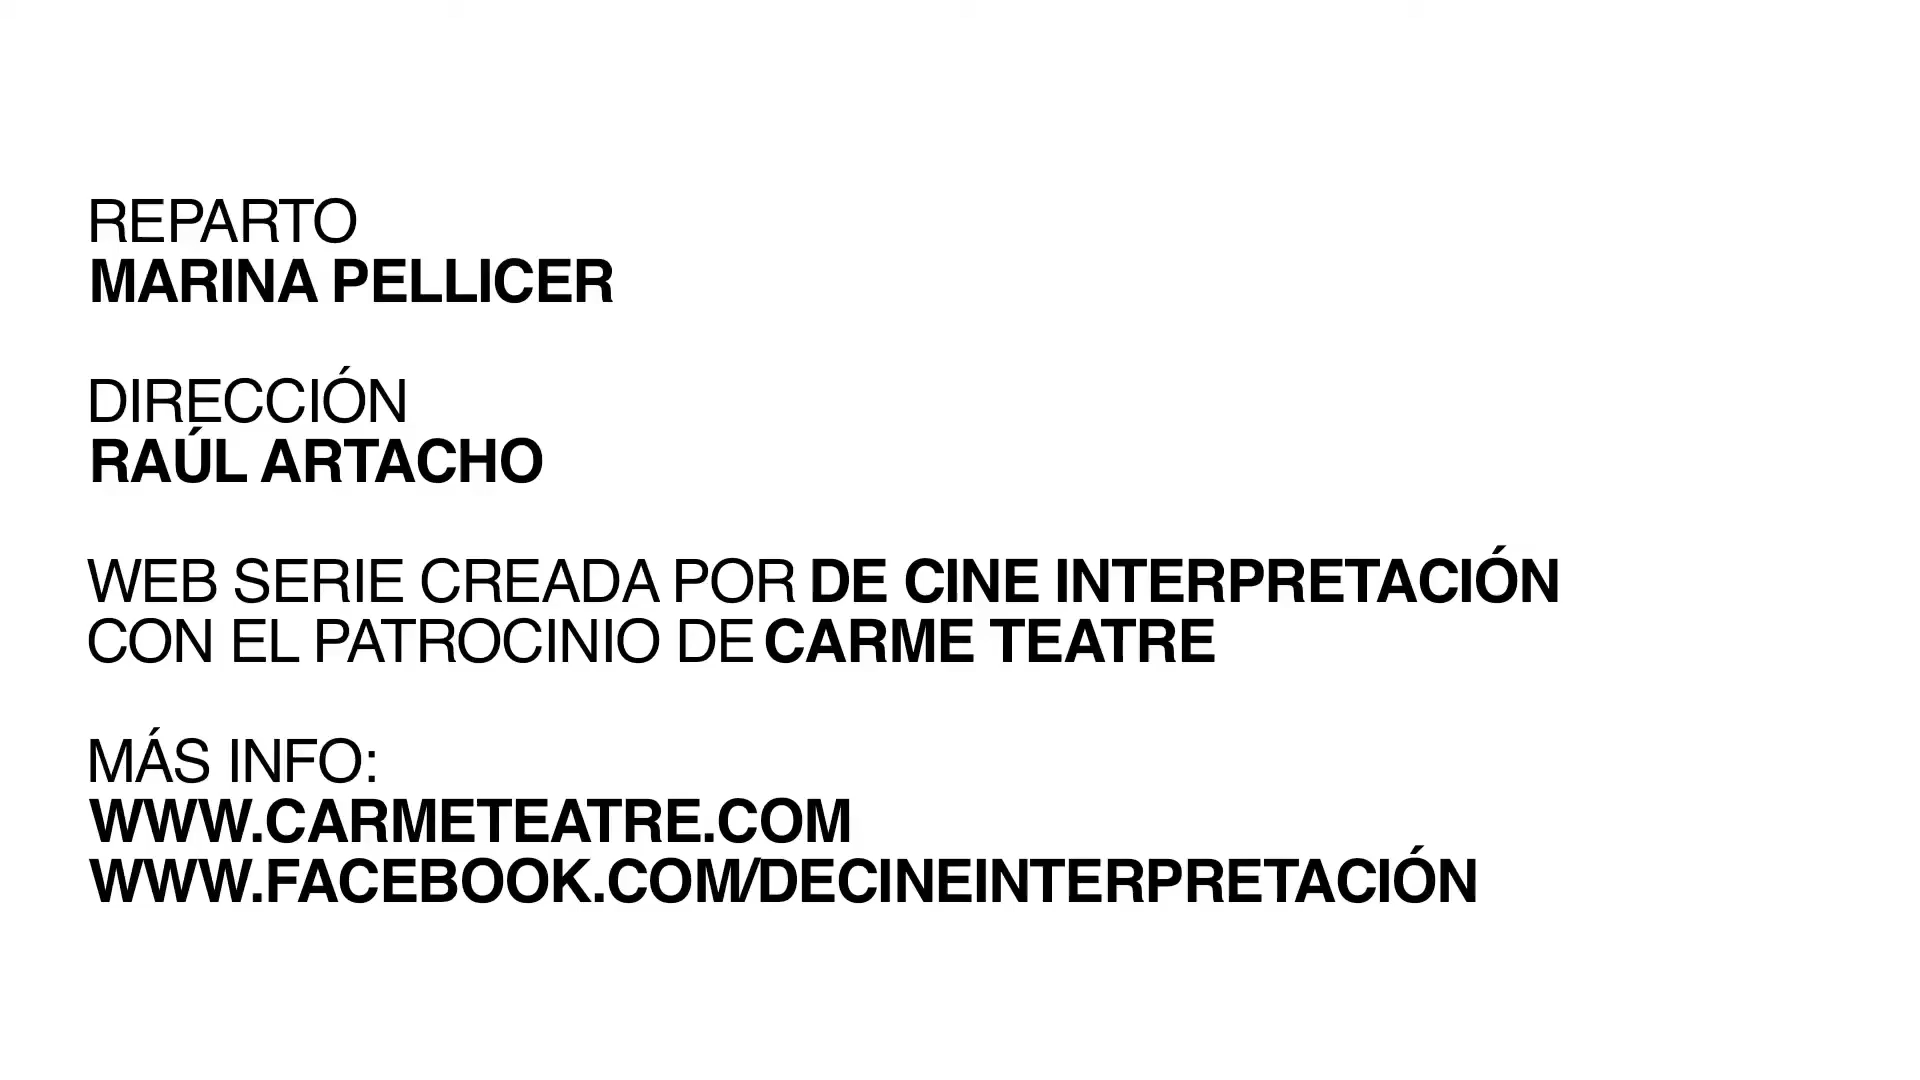 REPARTO
MARINA PELLICER
DIRECCIÓN
RAÚL ARTACHO
WEB SERIE CREADA POR DE CINE INTERPRETACIÓN
CON EL PATROCINIO DE CARME TEATRE
MÁS INFO:
WWW.CARMETEATRE.COM
WWW.FACEBOOK.COM/DECINEINTERPRETACIÓN